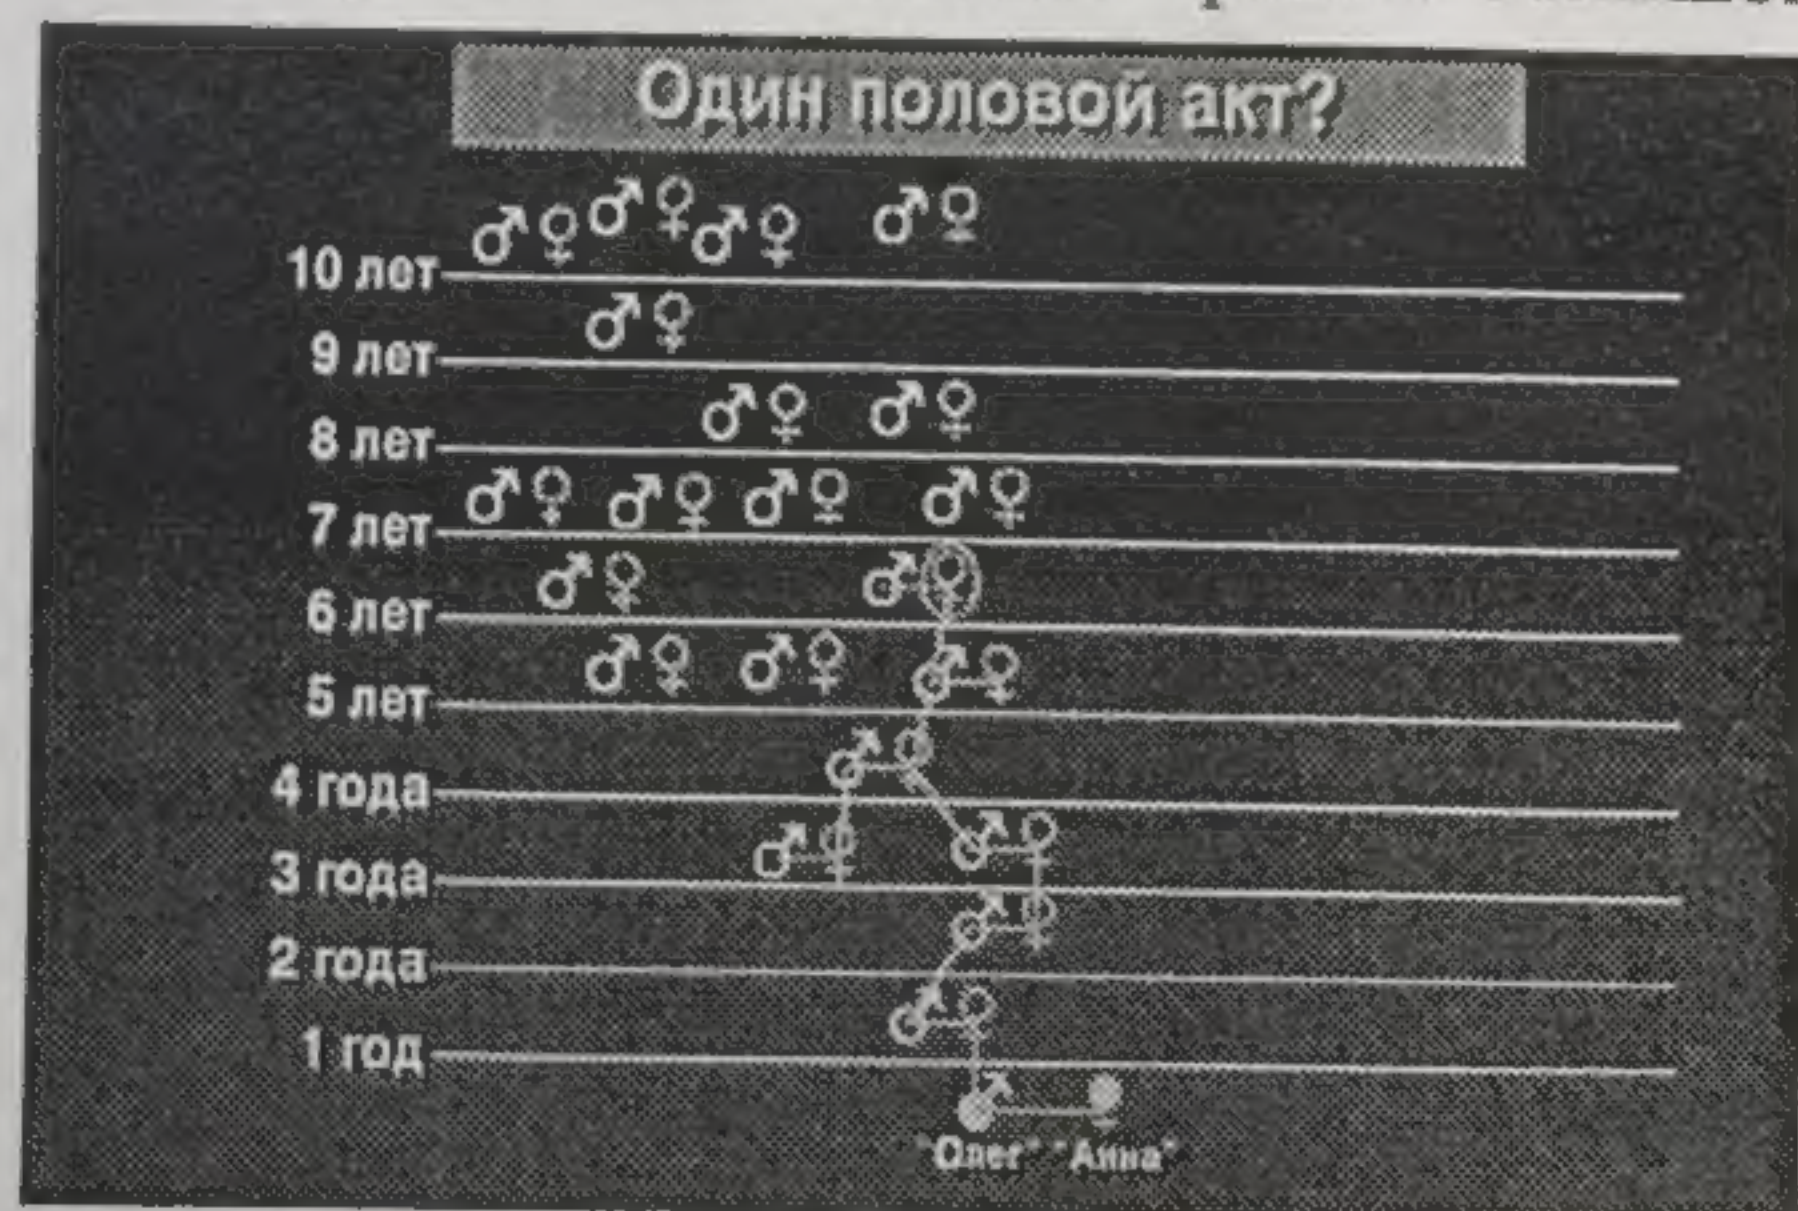 Один половой акт?
10 лет
9 лет
8 лет
7 лет
6 лет
5 лет
4 года
3 года
2 года
1 год
"Олег" "Анна"